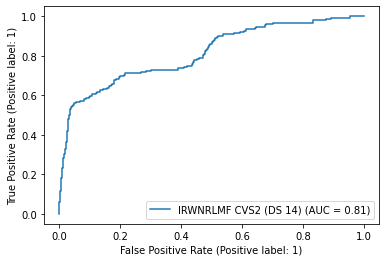 True Positive Rate (Positive label: 1)
1.0
0.8
0.6
0.4
0.2
0.0
IRWNRLMF CVS2 (DS 14) (AUC = 0.81)
0.0 0.2 0.4 0.6 0.8 1.0
False Positive Rate (Positive label: 1)